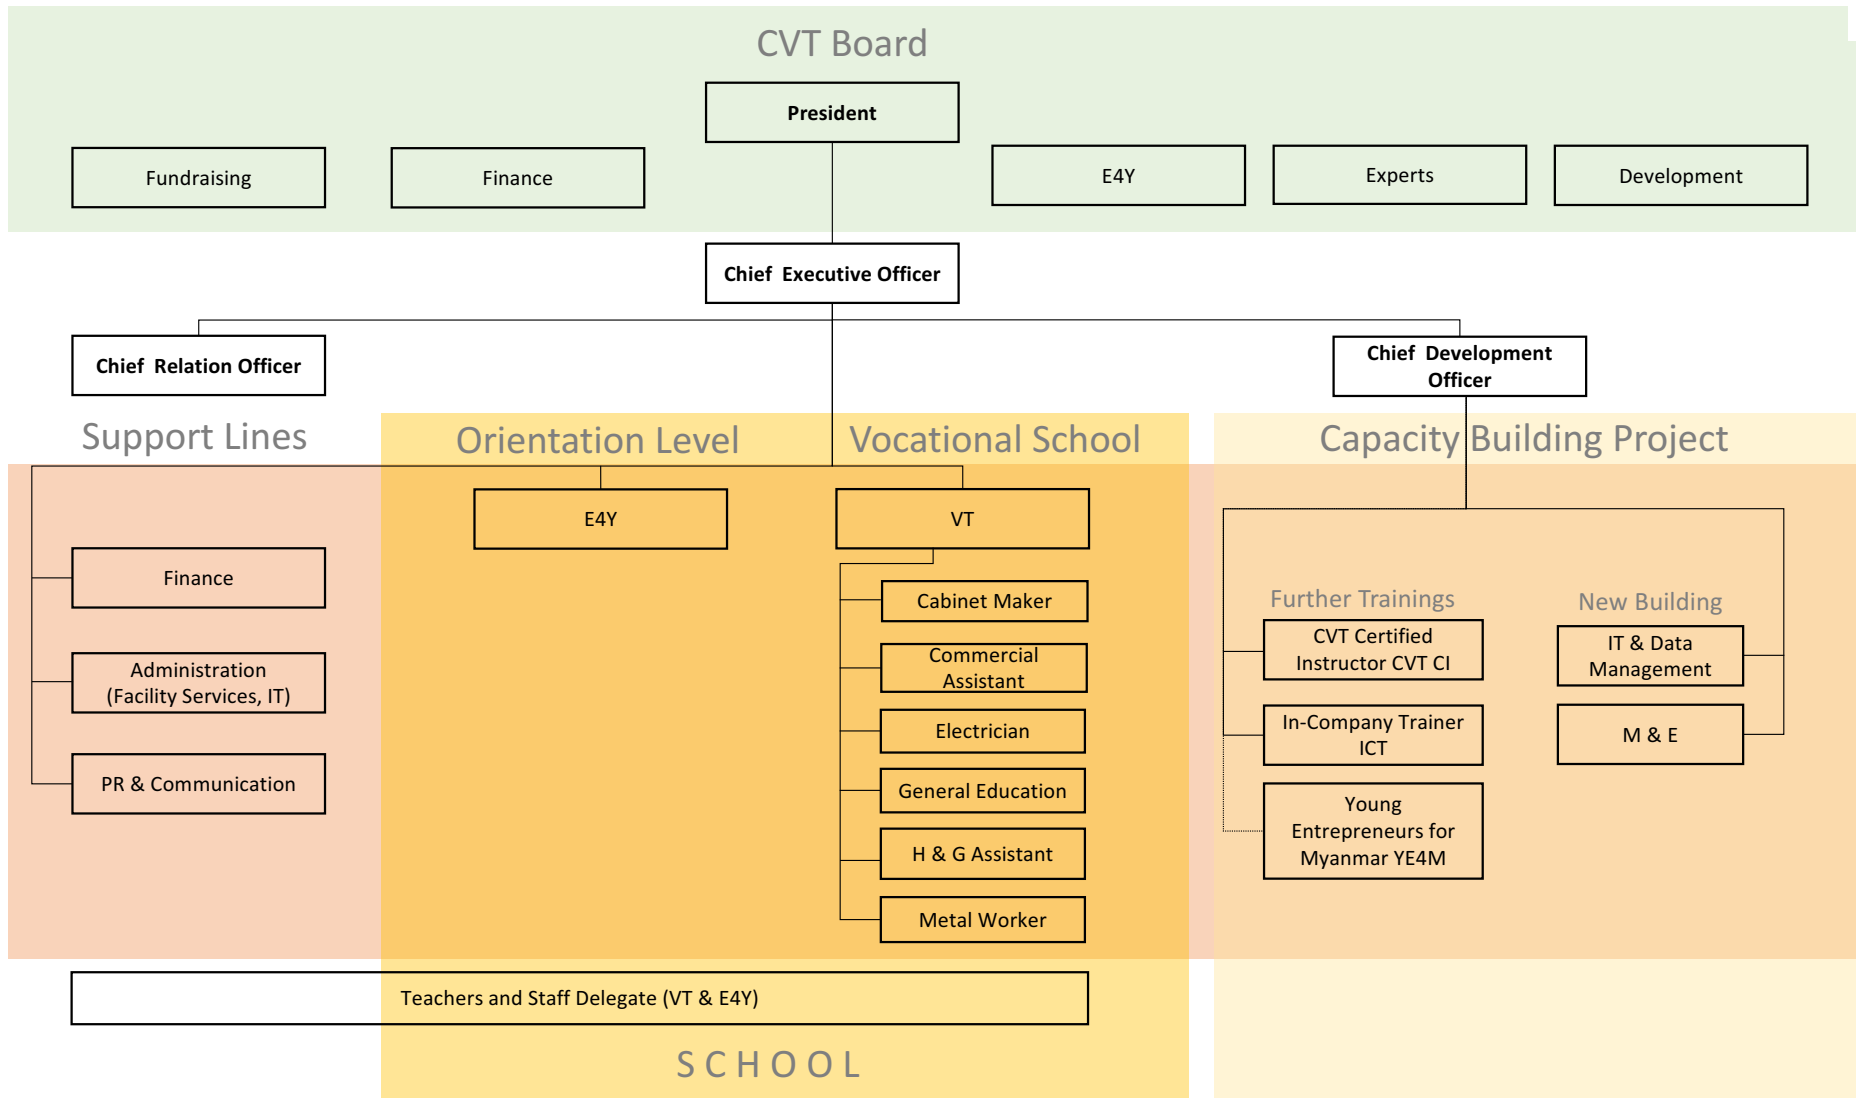 CVT Board
President
Fundraising
Finance
E4Y
Experts
Development
Chief Executive Officer
Chief Relation Officer
Chief Development
Officer
Support Lines
Orientation Level
Vocational School
Capacity Building Project
E4Y
VT
Finance
Administration
(Facility Services, IT)
PR & Communication
Cabinet Maker
Commercial
Assistant
Electrician
General Education
H & G Assistant
Metal Worker
Further Trainings
CVT Certified
Instructor CVT CI
In-Company Trainer
ICT
Young
Entrepreneurs for
Myanmar YE4M
New Building
IT & Data
Management
M & E
Teachers and Staff Delegate (VT & E4Y)
S C H O O L